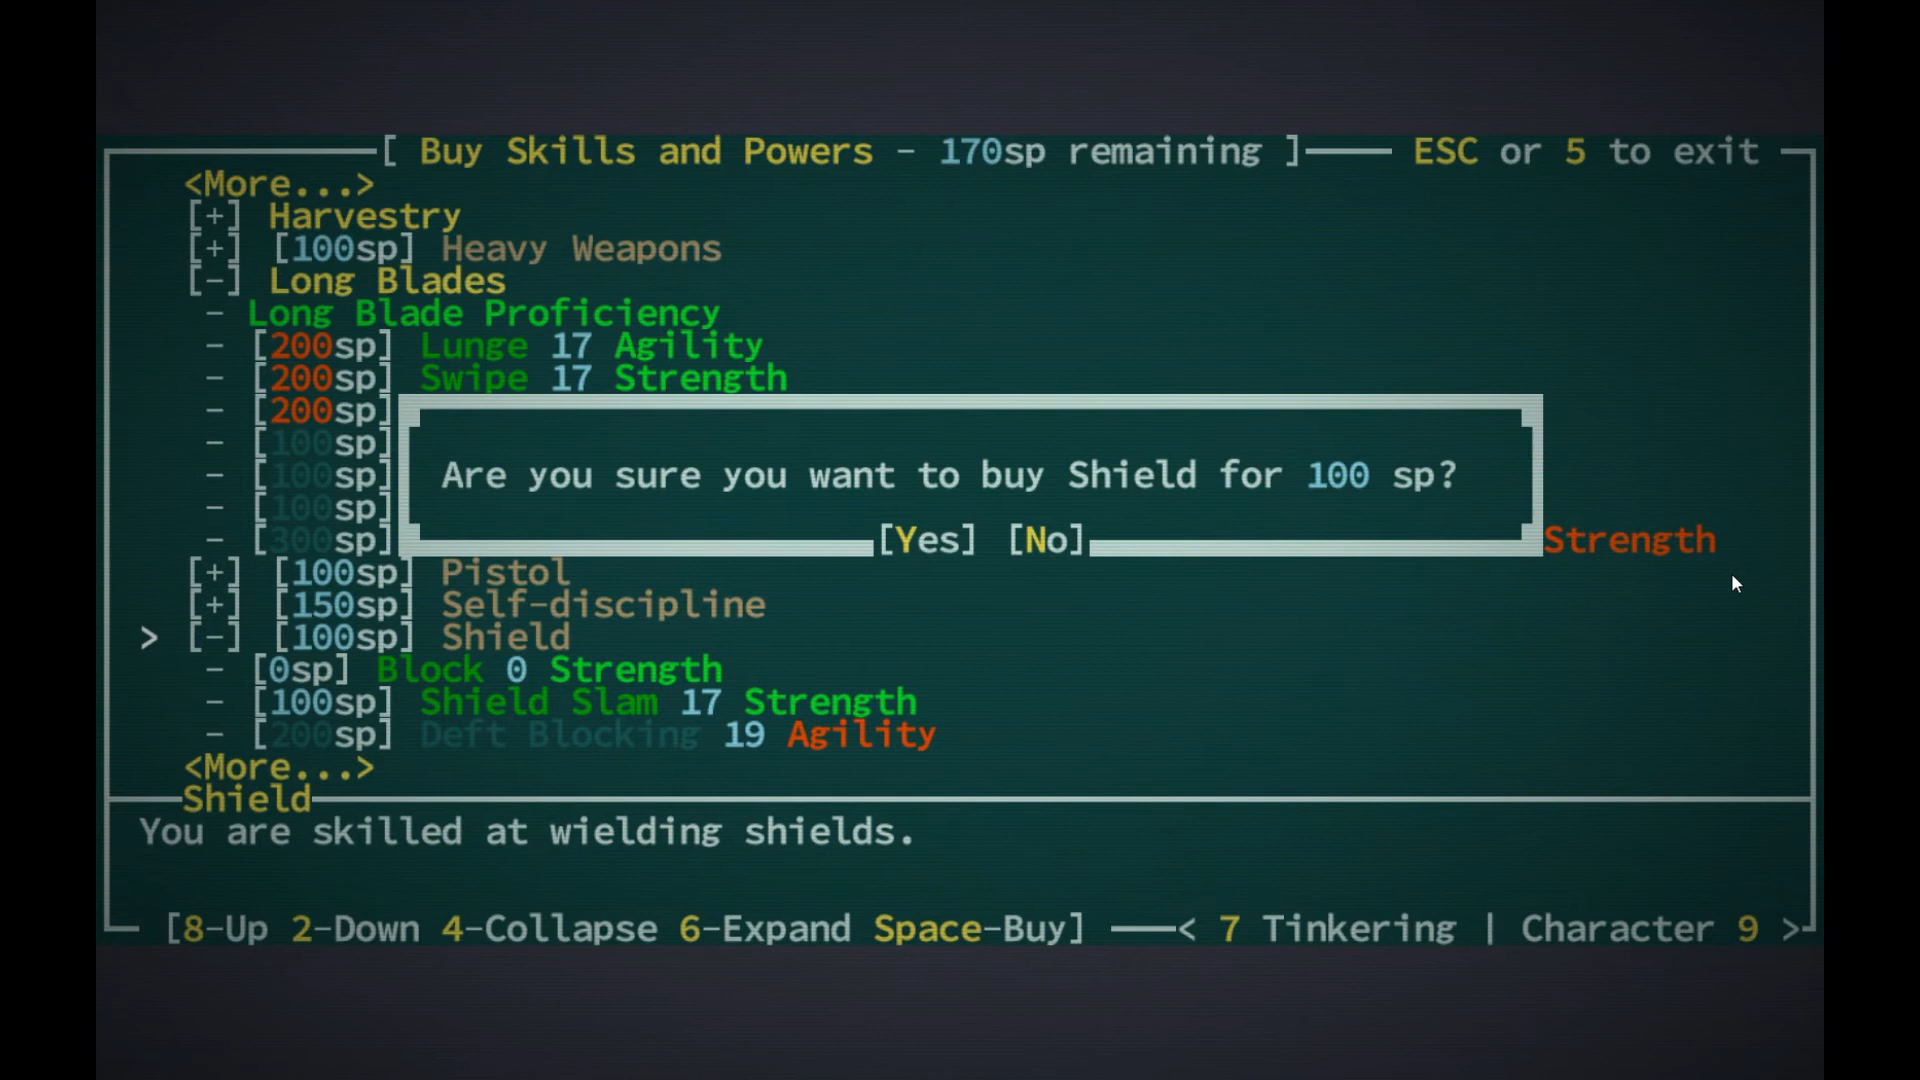 [ Buy Skills and Powers - 170sp remaining ] ESC or 5 to exit
<More...>
[+] Harvestry
[+] [100sp] Heavy Weapons
[-] Long Blades
- Long Blade Proficiency
- [200sp] Lunge 17 Agility
- [200sp] Swipe 17 Strength
- [200sp]
- [100sp]
- [100sp]
- [100sp]
- [300sp] Strength
Are you sure you want to buy Shield for 100 sp?
[Yes] [No]
[+] [100sp] Pistol
[+] [150sp] Self-discipline
> [-] [100sp] Shield
- [0sp] Block 0 Strength
- [100sp] Shield Slam 17 Strength
- [200sp] Deft Blocking 19 Agility
<More...>
Shield
You are skilled at wielding shields.
[8-Up 2-Down 4-Collapse 6-Expand Space-Buy] < 7 Tinkering | Character 9 >